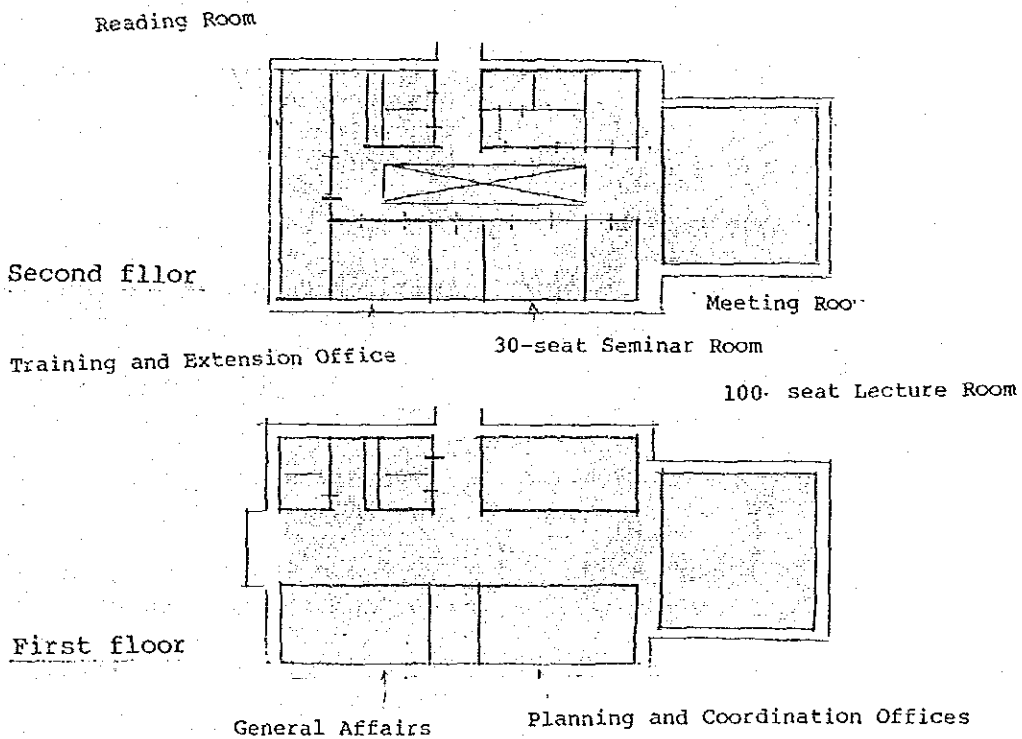 Reading Room
Second fllor
Meeting Roo
Training and Extension Office
30-seat Seminar Room
100- seat Lecture Room
First floor
General Affairs
Planning and Coordination Offices